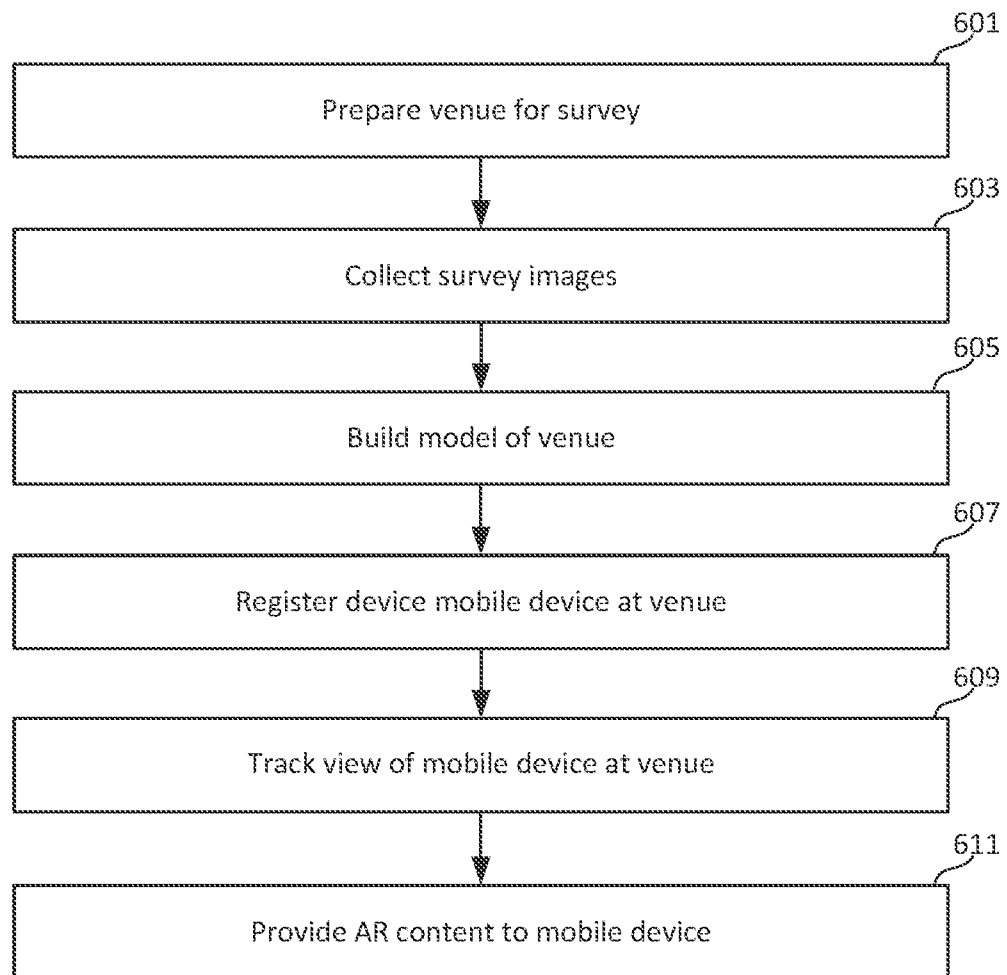 601
Prepare venue for survey
603
Collect survey images
605
Build model of venue
607
Register device mobile device at venue
609
Track view of mobile device at venue
611
Provide AR content to mobile device